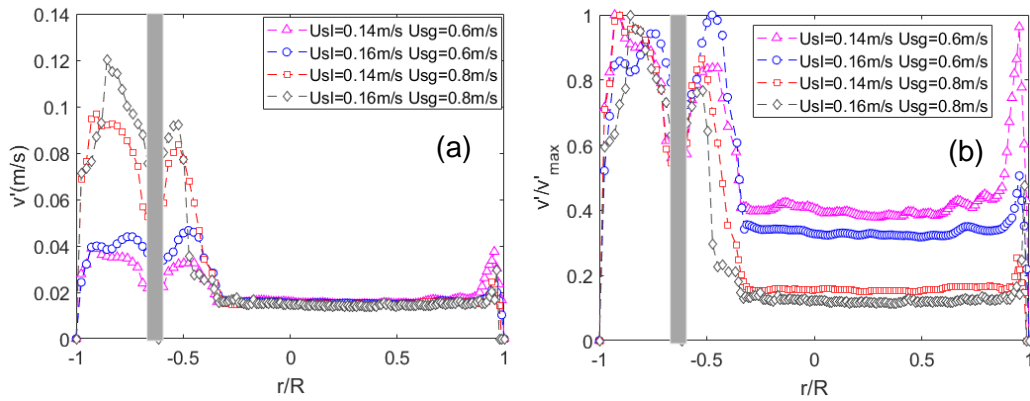 0.14
0.12
0.10
0.08
0.06
0.04
0.02
0
v'(m/s)
-1
-0.5
0
0.5
1
r/R
Usl=0.14m/s Usg=0.6m/s
Usl=0.16m/s Usg=0.6m/s
Usl=0.14m/s Usg=0.8m/s
Usl=0.16m/s Usg=0.8m/s
(a)
1
0.8
0.6
0.4
0.2
0
v'/v'max
-1
-0.5
0
0.5
1
r/R
Usl=0.14m/s Usg=0.6m/s
Usl=0.16m/s Usg=0.6m/s
Usl=0.14m/s Usg=0.8m/s
Usl=0.16m/s Usg=0.8m/s
(b)